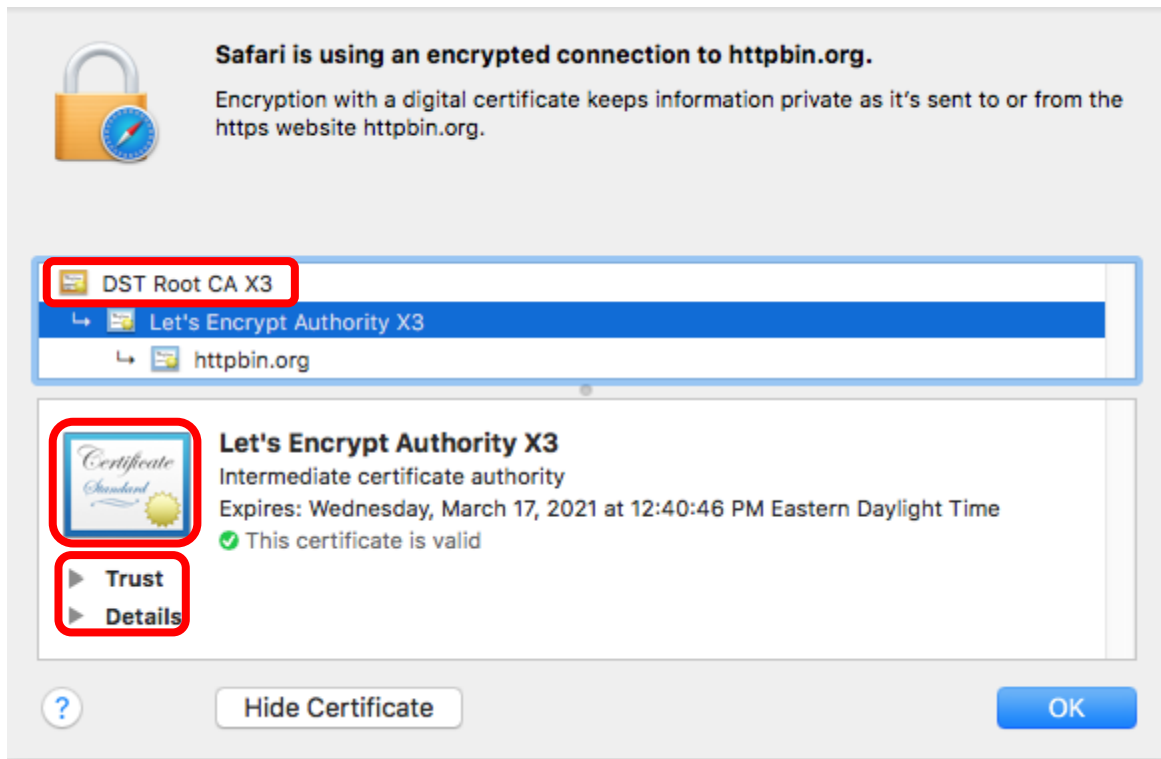 Safari is using an encrypted connection to httpbin.org.
Encryption with a digital certificate keeps information private as it's sent to or from the
https website httpbin.org.
DST Root CA X3
Let's Encrypt Authority X3
httpbin.org
Certificate
Standard
Let's Encrypt Authority X3
Intermediate certificate authority
Expires: Wednesday, March 17, 2021 at 12:40:46 PM Eastern Daylight Time
This certificate is valid
Trust
Details
?
Hide Certificate
OK